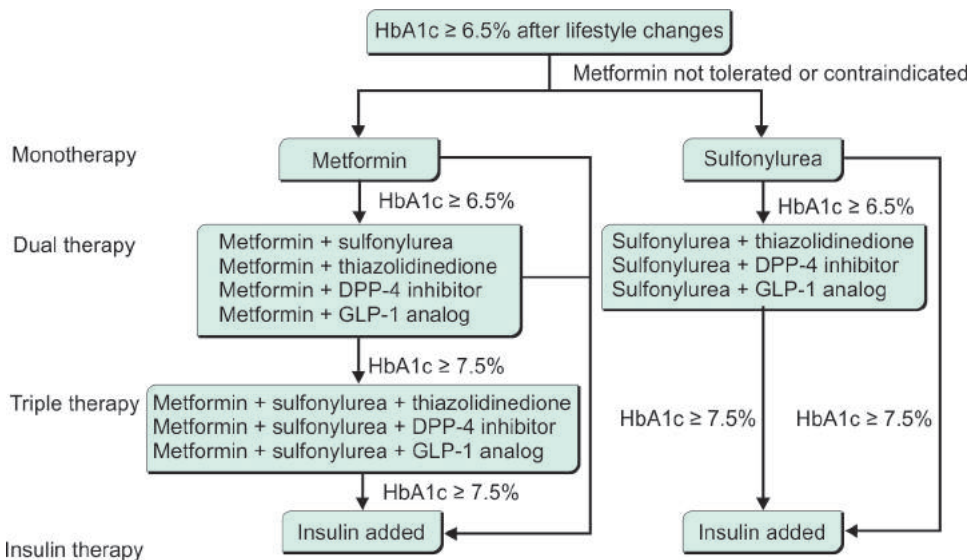 HbA1c ≥ 6.5% after lifestyle changes
Metformin not tolerated or contraindicated
Monotherapy
Metformin
Sulfonylurea
HbA1c ≥ 6.5%
HbA1c ≥ 6.5%
Dual therapy
Metformin + sulfonylurea
Metformin + thiazolidinedione
Metformin + DPP-4 inhibitor
Metformin + GLP-1 analog
Sulfonylurea + thiazolidinedione
Sulfonylurea + DPP-4 inhibitor
Sulfonylurea + GLP-1 analog
HbA1c ≥ 7.5%
Triple therapy
Metformin + sulfonylurea + thiazolidinedione
Metformin + sulfonylurea + DPP-4 inhibitor
Metformin + sulfonylurea + GLP-1 analog
HbA1c ≥ 7.5%
HbA1c ≥ 7.5%
HbA1c ≥ 7.5%
Insulin added
Insulin added
Insulin therapy